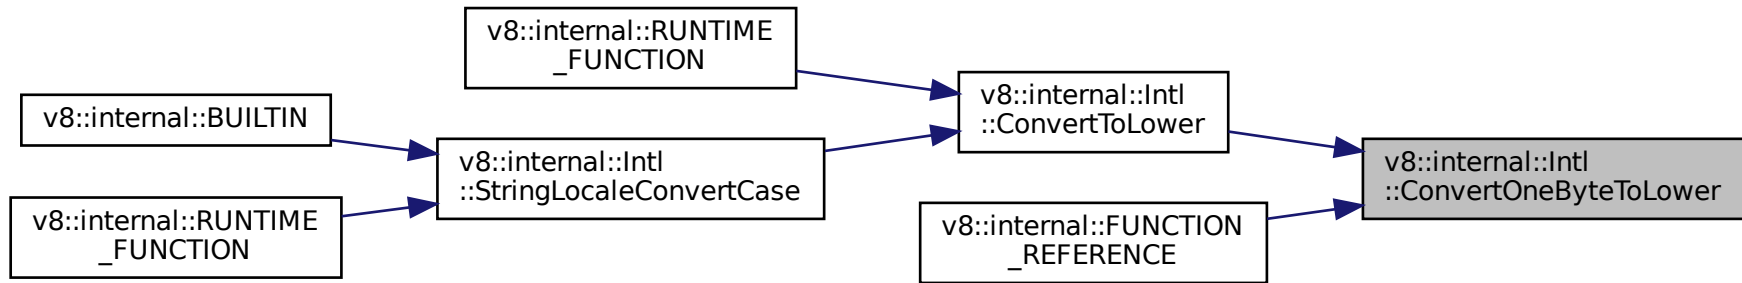 v8::internal::RUNTIME
_FUNCTION
v8::internal::BUILTIN
v8::internal::RUNTIME
_FUNCTION
v8::internal::Intl
::StringLocaleConvertCase
v8::internal::Intl
::ConvertToLower
v8::internal::FUNCTION
_REFERENCE
v8::internal::Intl
::ConvertOneByteToLower